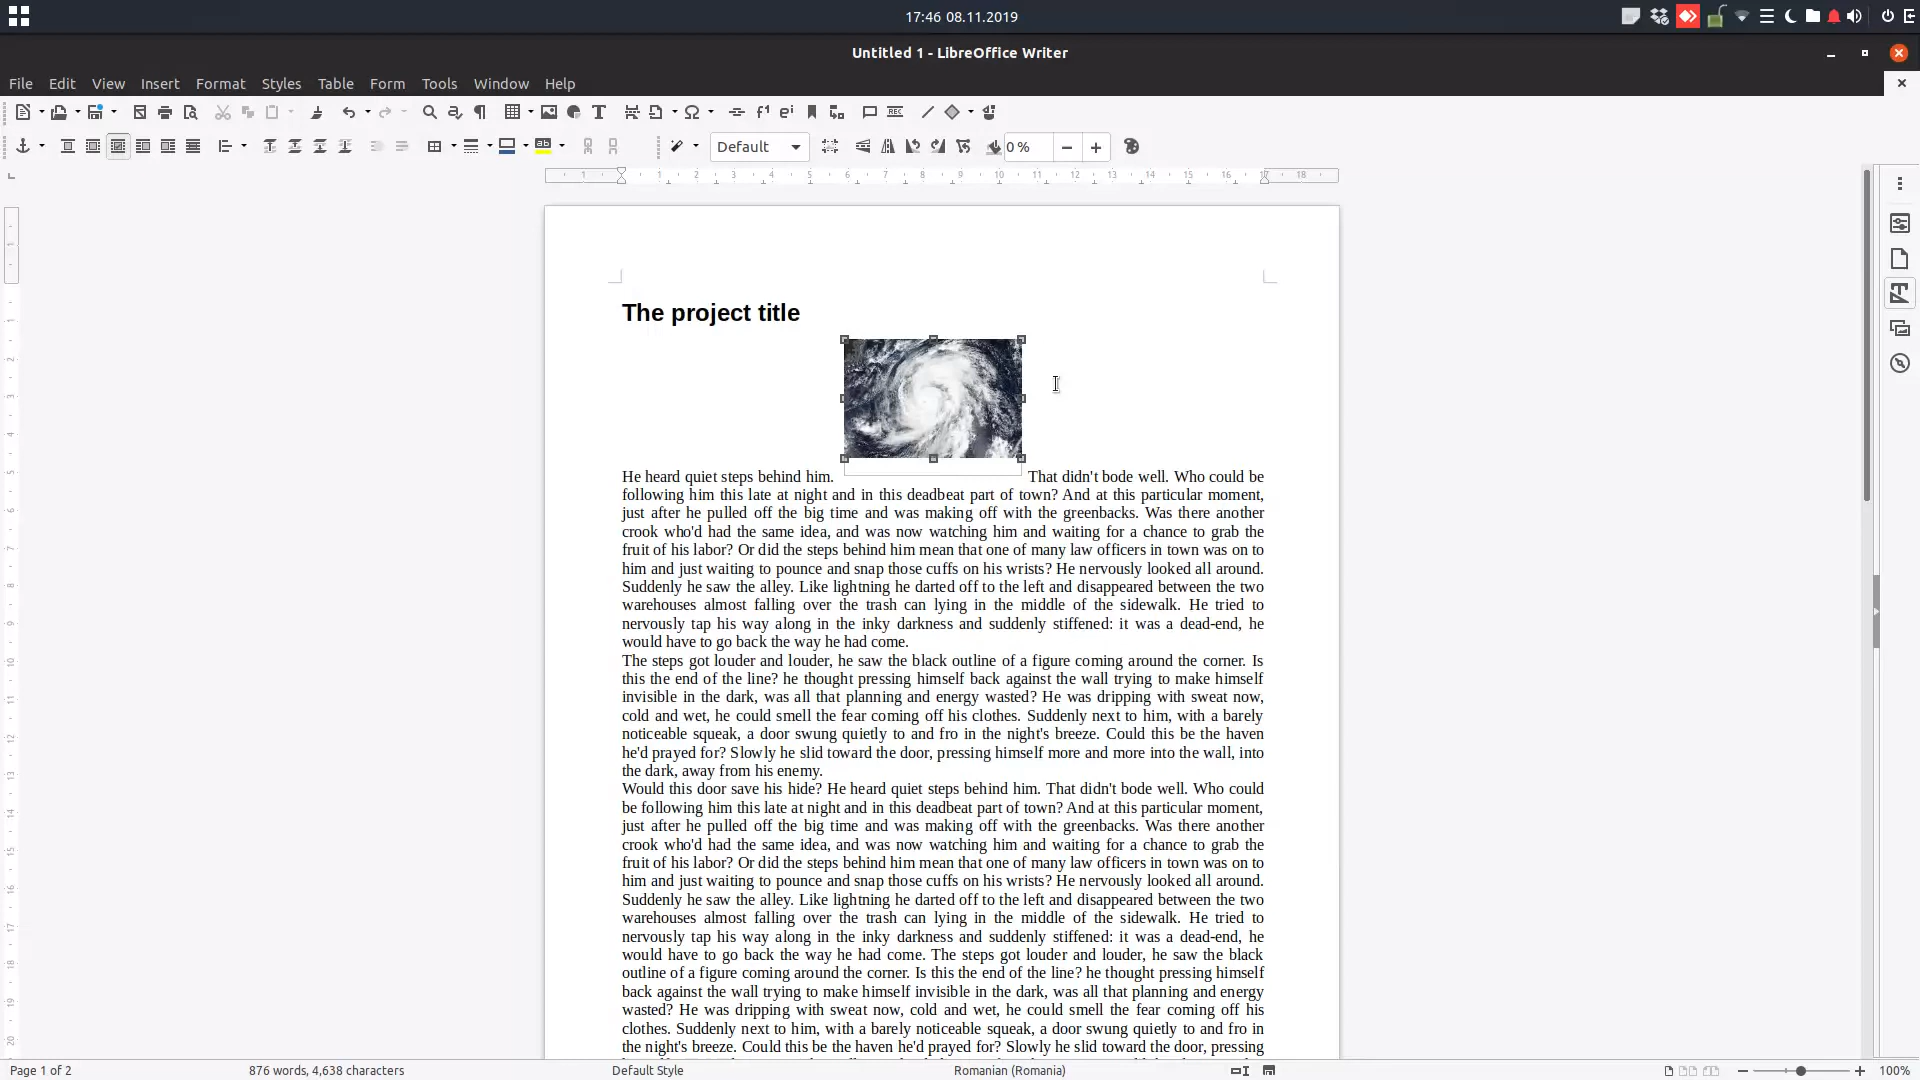 17:46 08.11.2019
Untitled 1 - LibreOffice Writer
File Edit View Insert Format Styles Table Form Tools Window Help
Default
0 %
1 1 2 3 4 5 6 7 8 9 10 11 12 13 14 15 16 17 18
The project title
He heard quiet steps behind him. That didn't bode well. Who could be
following him this late at night and in this deadbeat part of town? And at this particular moment,
just after he pulled off the big time and was making off with the greenbacks. Was there another
crook who'd had the same idea, and was now watching him and waiting for a chance to grab the
fruit of his labor? Or did the steps behind him mean that one of many law officers in town was on to
him and just waiting to pounce and snap those cuffs on his wrists? He nervously looked all around.
Suddenly he saw the alley. Like lightning he darted off to the left and disappeared between the two
warehouses almost falling over the trash can lying in the middle of the sidewalk. He tried to
nervously tap his way along in the inky darkness and suddenly stiffened: it was a dead-end, he
would have to go back the way he had come.
The steps got louder and louder, he saw the black outline of a figure coming around the corner. Is
this the end of the line? he thought pressing himself back against the wall trying to make himself
invisible in the dark, was all that planning and energy wasted? He was dripping with sweat now,
cold and wet, he could smell the fear coming off his clothes. Suddenly next to him, with a barely
noticeable squeak, a door swung quietly to and fro in the night's breeze. Could this be the haven
he'd prayed for? Slowly he slid toward the door, pressing himself more and more into the wall, into
the dark, away from his enemy.
Would this door save his hide? He heard quiet steps behind him. That didn't bode well. Who could
be following him this late at night and in this deadbeat part of town? And at this particular moment,
just after he pulled off the big time and was making off with the greenbacks. Was there another
crook who'd had the same idea, and was now watching him and waiting for a chance to grab the
fruit of his labor? Or did the steps behind him mean that one of many law officers in town was on to
him and just waiting to pounce and snap those cuffs on his wrists? He nervously looked all around.
Suddenly he saw the alley. Like lightning he darted off to the left and disappeared between the two
warehouses almost falling over the trash can lying in the middle of the sidewalk. He tried to
nervously tap his way along in the inky darkness and suddenly stiffened: it was a dead-end, he
would have to go back the way he had come. The steps got louder and louder, he saw the black
outline of a figure coming around the corner. Is this the end of the line? he thought pressing himself
back against the wall trying to make himself invisible in the dark, was all that planning and energy
wasted? He was dripping with sweat now, cold and wet, he could smell the fear coming off his
clothes. Suddenly next to him, with a barely noticeable squeak, a door swung quietly to and fro in
the night's breeze. Could this be the haven he'd prayed for? Slowly he slid toward the door, pressing
Page 1 of 2 876 words, 4,638 characters Default Style Romanian (Romania) 100%